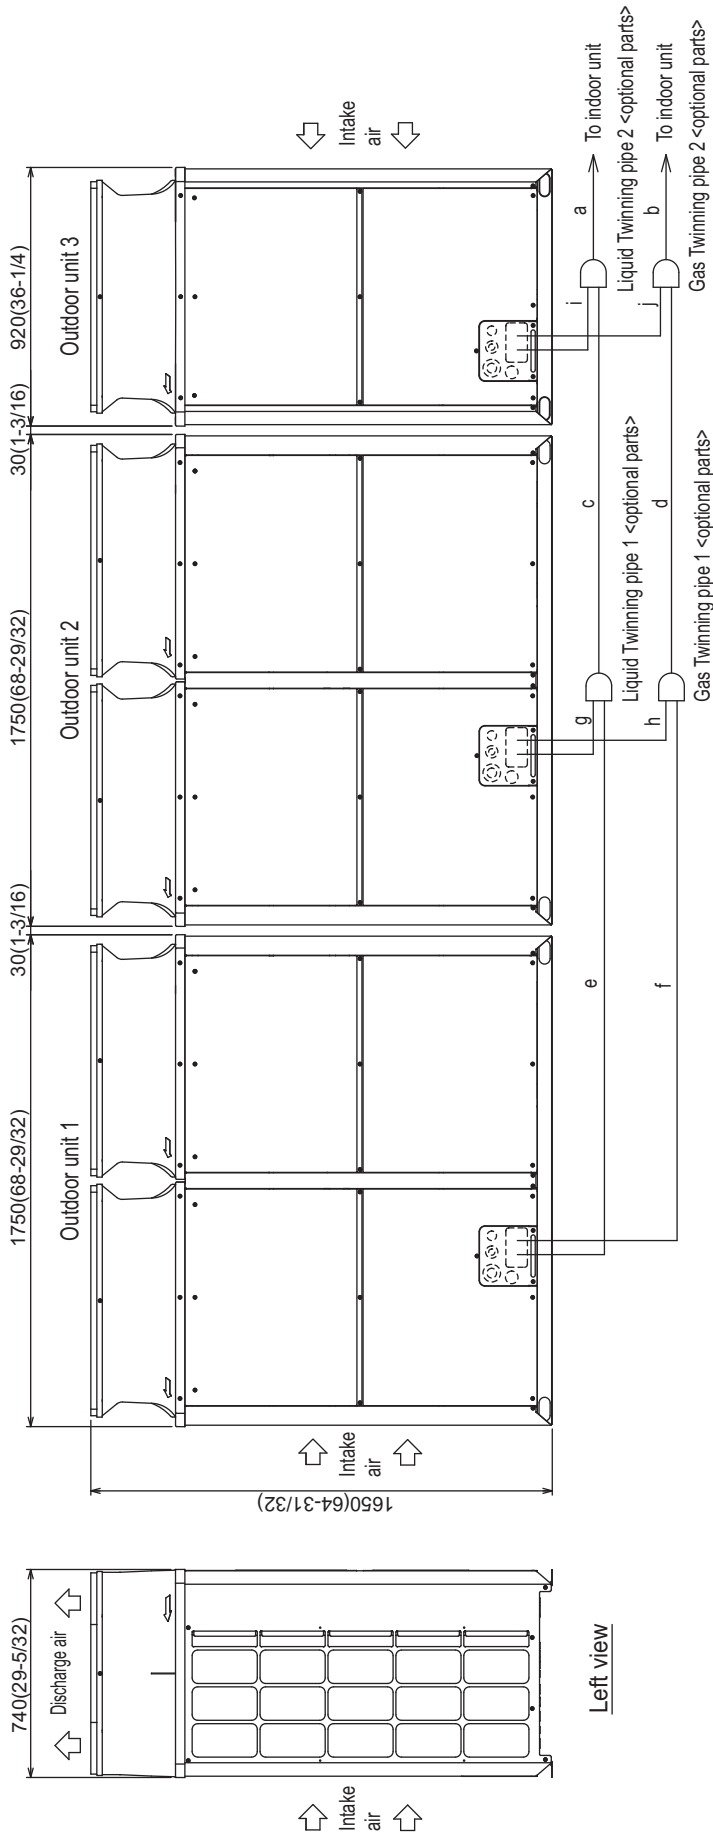 740(29-5/32)
Discharge air
Intake
air
Left view
1650(64-31/32)
Intake
air
1750(68-29/32)
30(1-3/16)
1750(68-29/32)
30(1-3/16)
920(36-1/4)
Outdoor unit 1
Outdoor unit 2
Outdoor unit 3
Intake
air
e
f
g
h
Liquid Twinning pipe 1 <optional parts>
Gas Twinning pipe 1 <optional parts>
c
d
i
j
a
To indoor unit
Liquid Twinning pipe 2 <optional parts>
b
To indoor unit
Gas Twinning pipe 2 <optional parts>